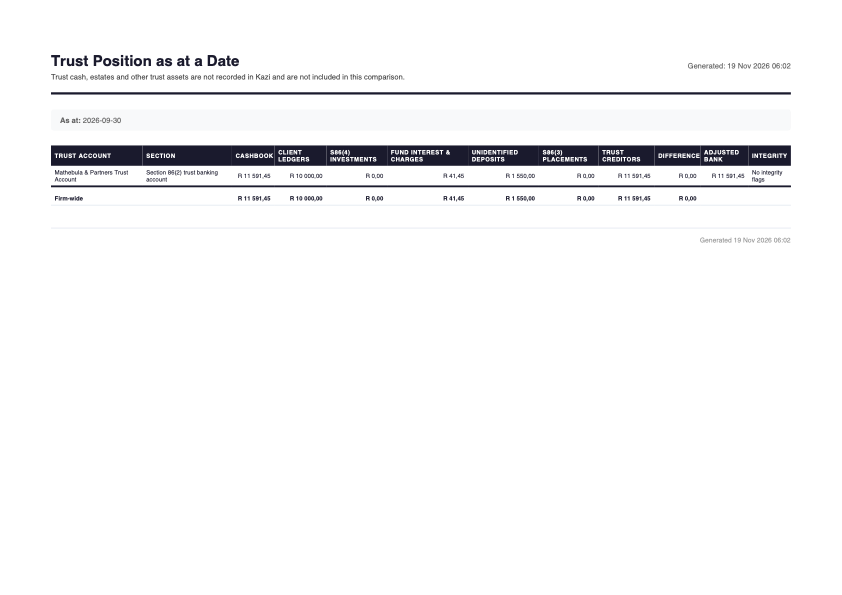 Trust Position as at a Date
Generated: 19 Nov 2026 06:02
Trust cash, estates and other trust assets are not recorded in Kazi and are not included in this comparison.
As at: 2026-09-30
TRUST ACCOUNT SECTION CASHBOOK CLIENT LEDGERS S86(4) INVESTMENTS FUND INTEREST & CHARGES UNIDENTIFIED DEPOSITS S86(3) PLACEMENTS TRUST CREDITORS DIFFERENCE ADJUSTED BANK INTEGRITY
Mathebula & Partners Trust Account Section 86(2) trust banking account R 11 591,45 R 10 000,00 R 0,00 R 41,45 R 1 550,00 R 0,00 R 11 591,45 R 0,00 R 11 591,45 No integrity flags
Firm-wide R 11 591,45 R 10 000,00 R 0,00 R 41,45 R 1 550,00 R 0,00 R 11 591,45 R 0,00
Generated 19 Nov 2026 06:02